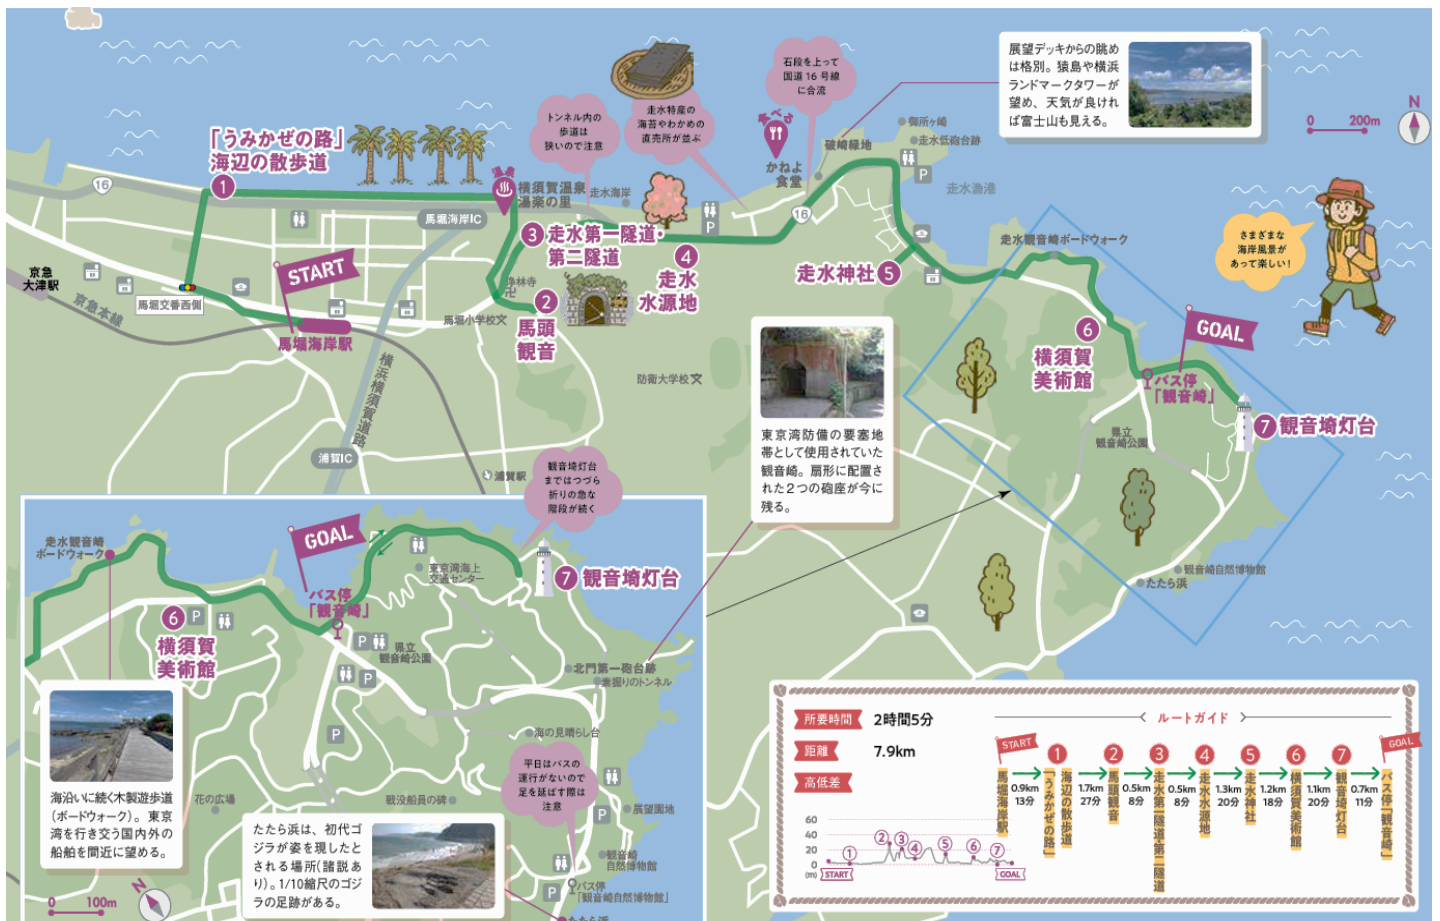 展望デッキからの眺め
は格別。猿島や横浜
ランドマークタワーが
望め、天気が良けれ
ば富士山も見える。
N
0 200m
石段を上って
国道16号線
に合流
走水特産の
海苔やわかめの
直売所が並ぶ
トンネル内の
歩道は
狭いので注意
「うみかぜの路」
海辺の散歩道
1
16
温泉
横須賀温泉
湯楽の里
走水海岸
食べる
かねよ
食堂
破崎緑地
御所ヶ崎
走水低砲台跡
P
走水漁港
馬堀海岸IC
3 走水第一隧道・
第二隧道
P
16
4
走水
水源地
走水神社 5
走水観音崎ボードウォーク
さまざまな
海岸風景が
あって楽しい!
京急
大津駅
START
馬堀交番西側
京急本線
馬堀海岸駅
浄林寺
卍
2
馬頭
観音
馬堀小学校文
横浜横須賀道路
防衛大学校文
6
横須賀
美術館
GOAL
バス停
「観音崎」
7 観音埼灯台
県立
観音崎公園
東京湾防備の要塞地
帯として使用されていた
観音崎。扇形に配置さ
れた2つの砲座が今に
残る。
浦賀IC
浦賀駅
観音埼灯台
まではつづら
折りの急な
階段が続く
観音崎自然博物館
たたら浜
走水観音崎
ボードウォーク
GOAL
バス停
「観音崎」
東京湾海上
交通センター
7 観音埼灯台
6
横須賀
美術館
P
P
県立
観音崎公園
P
北門第一砲台跡
素掘りのトンネル
P
海の見晴らし台
平日はバスの
運行がないので
足を延ばす際は
注意
海沿いに続く木製遊歩道
(ボードウォーク)。東京
湾を行き交う国内外の
船舶を間近に望める。
花の広場
戦没船員の碑
P
展望園地
観音崎
自然博物館
P
バス停
「観音崎自然博物館」
たたら浜
たたら浜は、初代ゴ
ジラが姿を現したと
される場所(諸説あ
り)。1/10縮尺のゴジ
ラの足跡がある。
N
0 100m
所要時間 2時間5分
距離 7.9km
高低差
60
40
20
0
(m)
START
1
2
3
4
5
6
7
GOAL
ルートガイド
START
馬堀海岸駅
0.9km
13分
1
「うみかぜの路」
海辺の散歩道
1.7km
27分
2
馬頭観音
0.5km
8分
3
走水第一隧道・第二隧道
0.5km
8分
4
走水水源地
1.3km
20分
5
走水神社
1.2km
18分
6
横須賀美術館
1.1km
20分
7
観音埼灯台
0.7km
11分
GOAL
バス停「観音崎」